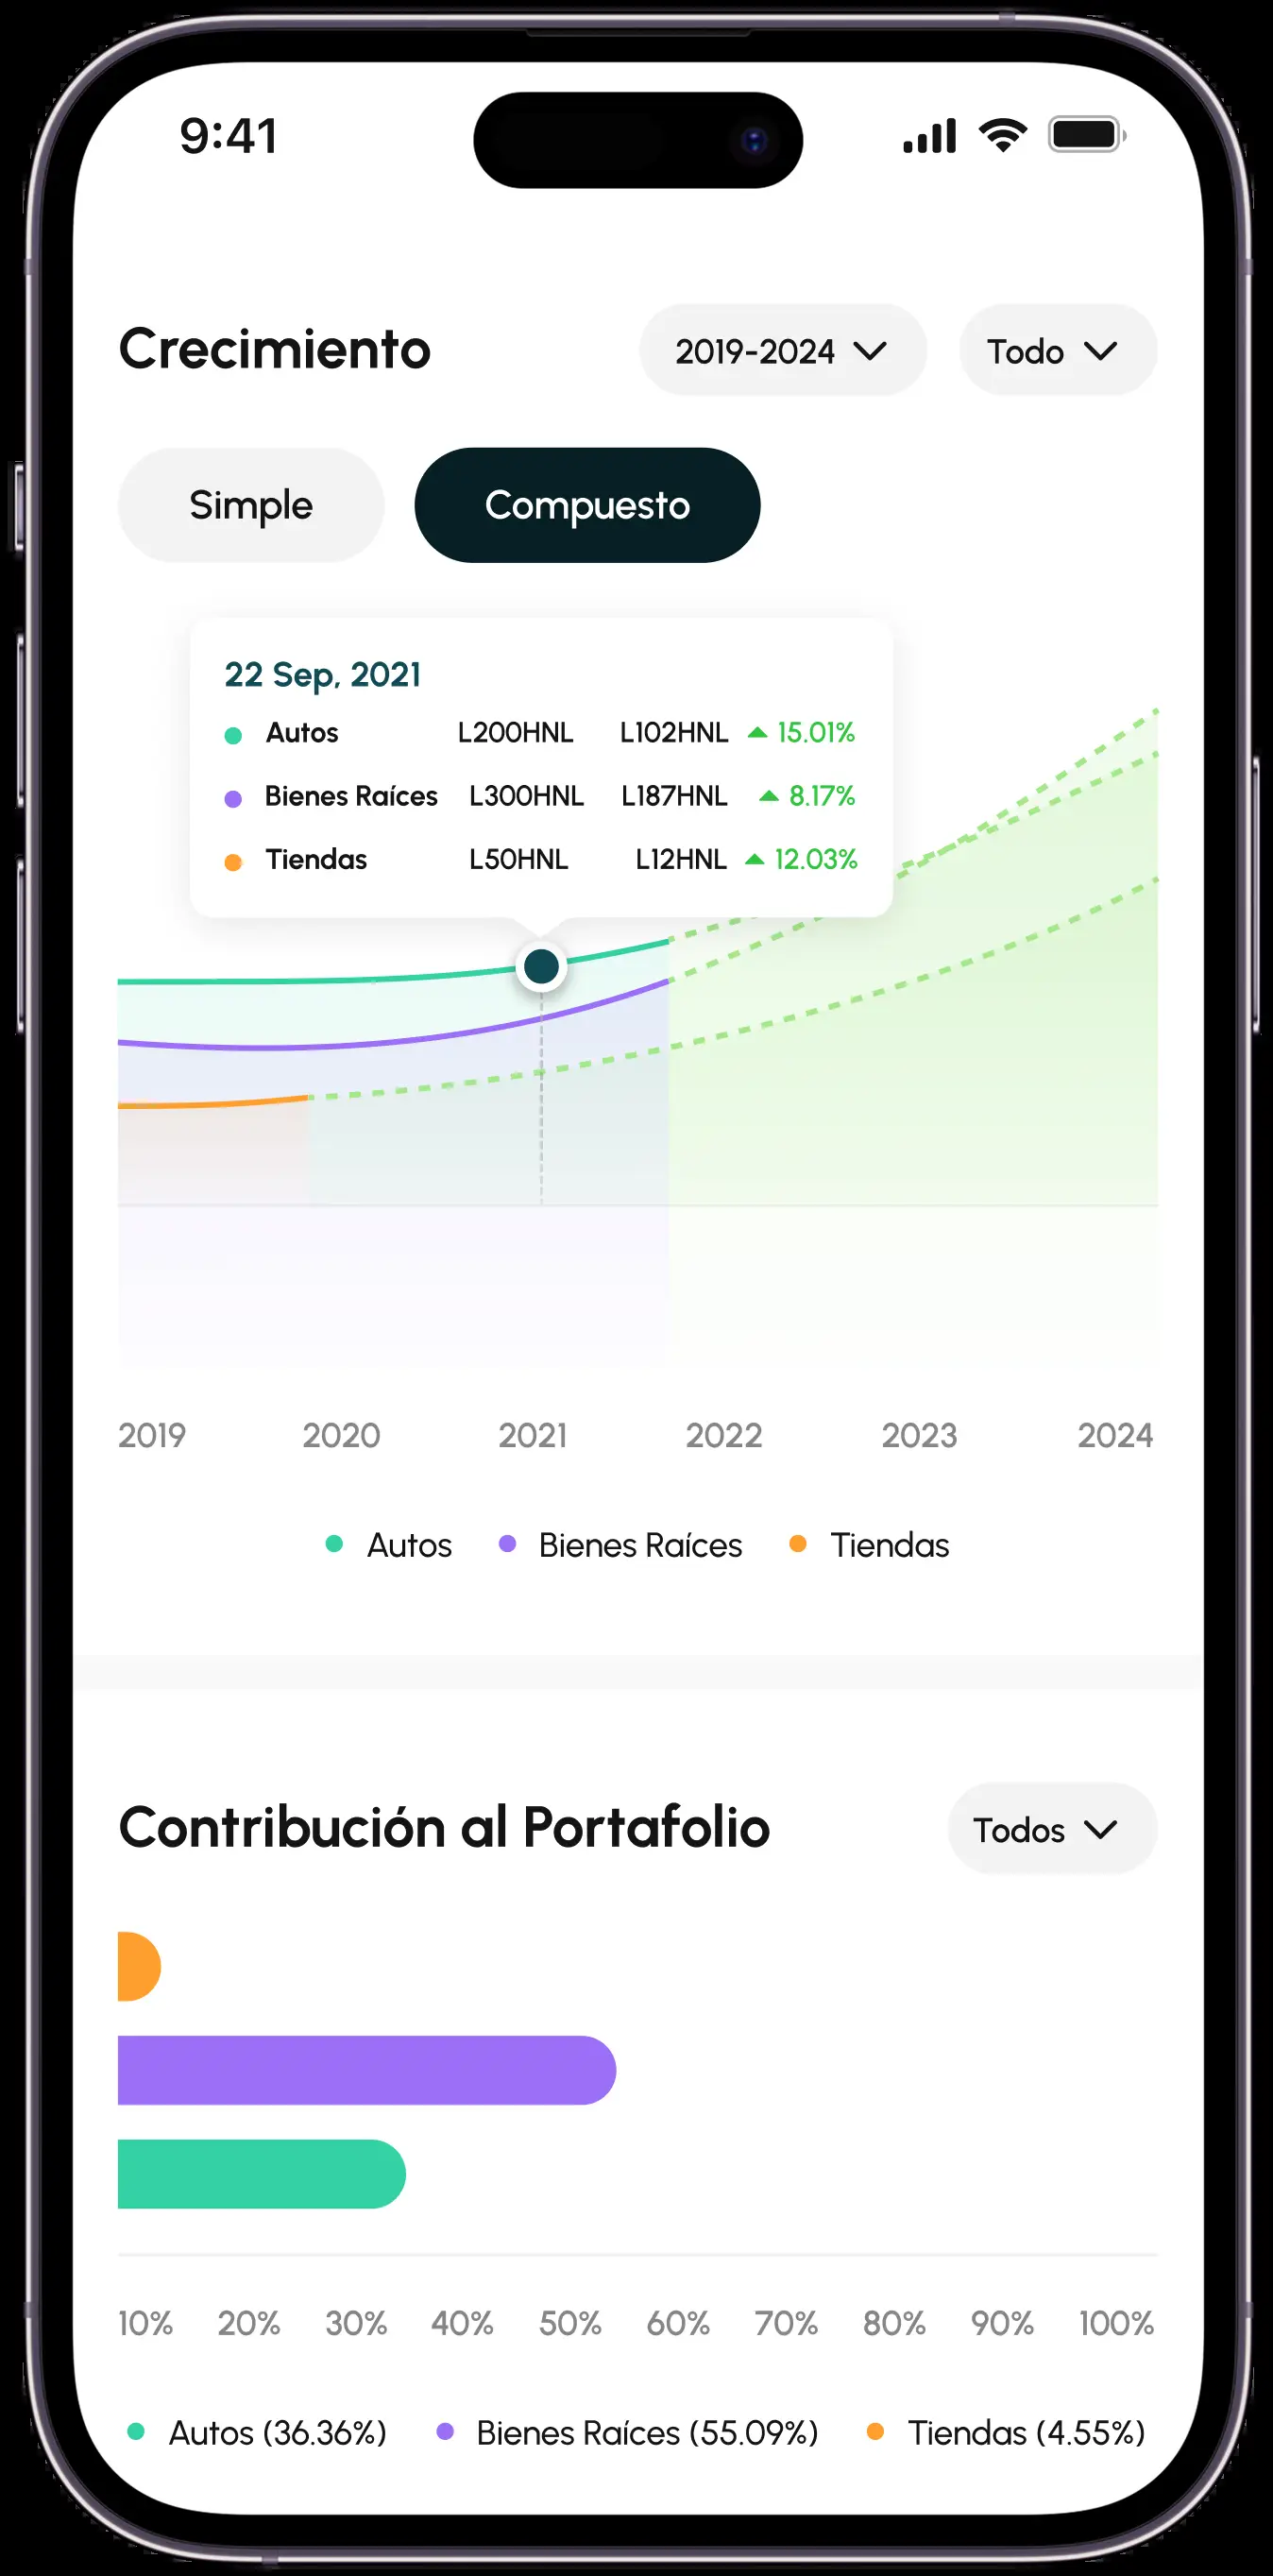 9:41
Crecimiento 2019-2024 Todo
Simple Compuesto
22 Sep, 2021
Autos L200HNL L102HNL 15.01%
Bienes Raíces L300HNL L187HNL 8.17%
Tiendas L50HNL L12HNL 12.03%
2019 2020 2021 2022 2023 2024
Autos Bienes Raíces Tiendas
Contribución al Portafolio Todos
10% 20% 30% 40% 50% 60% 70% 80% 90% 100%
Autos (36.36%) Bienes Raíces (55.09%) Tiendas (4.55%)